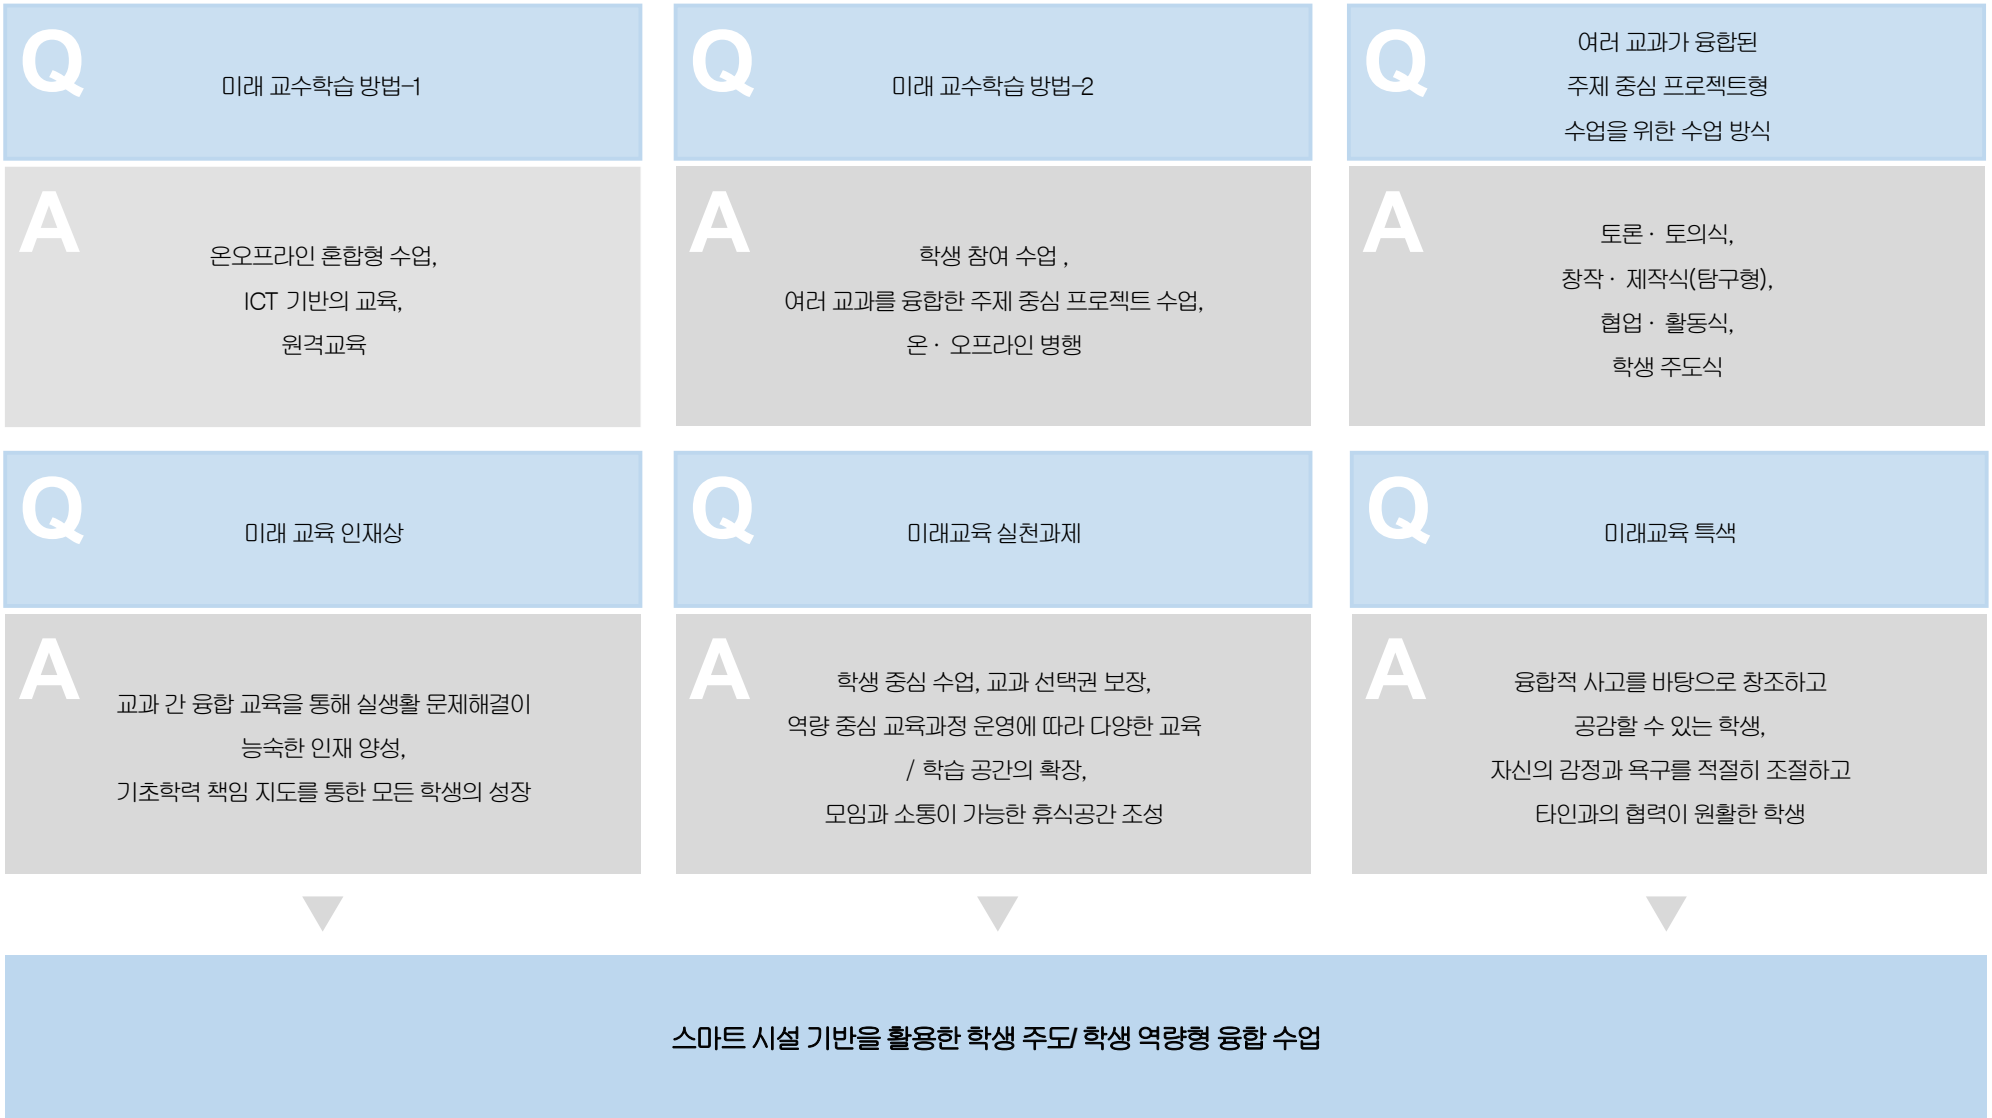 Q
미래 교수학습 방법-1
A
온오프라인 혼합형 수업,
ICT 기반의 교육,
원격교육
Q
미래 교수학습 방법-2
A
학생 참여 수업 ,
여러 교과를 융합한 주제 중심 프로젝트 수업,
온· 오프라인 병행
Q
여러 교과가 융합된
주제 중심 프로젝트형
수업을 위한 수업 방식
A
토론· 토의식,
창작· 제작식(탐구형),
협업· 활동식,
학생 주도식
Q
미래 교육 인재상
A
교과 간 융합 교육을 통해 실생활 문제해결이
능숙한 인재 양성,
기초학력 책임 지도를 통한 모든 학생의 성장
Q
미래교육 실천과제
A
학생 중심 수업, 교과 선택권 보장,
역량 중심 교육과정 운영에 따라 다양한 교육
/ 학습 공간의 확장,
모임과 소통이 가능한 휴식공간 조성
Q
미래교육 특색
A
융합적 사고를 바탕으로 창조하고
공감할 수 있는 학생,
자신의 감정과 욕구를 적절히 조절하고
타인과의 협력이 원활한 학생
스마트 시설 기반을 활용한 학생 주도/ 학생 역량형 융합 수업